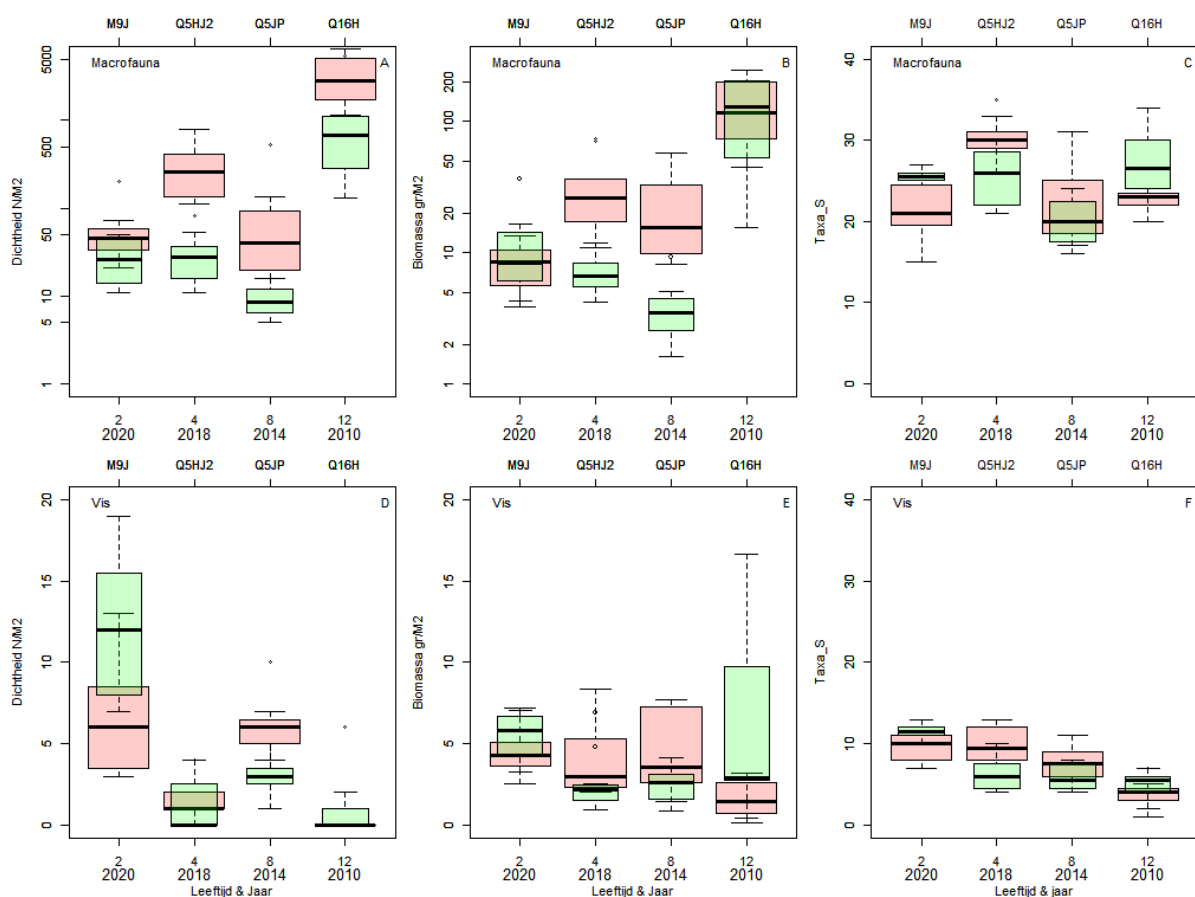 M9J Q5HJ2 Q5JP Q16H
Macrofauna A
Dichtheid N/M2
5000
500
50
10
5
1
2 4 8 12
2020 2018 2014 2010
M9J Q5HJ2 Q5JP Q16H
Macrofauna B
Biomassa gr/M2
100
50
20
10
5
2
1
2 4 8 12
2020 2018 2014 2010
M9J Q5HJ2 Q5JP Q16H
Macrofauna C
Taxa_S
40
30
20
10
0
2 4 8 12
2020 2018 2014 2010
M9J Q5HJ2 Q5JP Q16H
Vis D
Dichtheid N/M2
20
15
10
5
0
2 4 8 12
2020 2018 2014 2010
Leeftijd & Jaar
M9J Q5HJ2 Q5JP Q16H
Vis E
Biomassa gr/M2
20
15
10
5
0
2 4 8 12
2020 2018 2014 2010
Leeftijd & Jaar
M9J Q5HJ2 Q5JP Q16H
Vis F
Taxa_S
40
30
20
10
0
2 4 8 12
2020 2018 2014 2010
Leeftijd & jaar